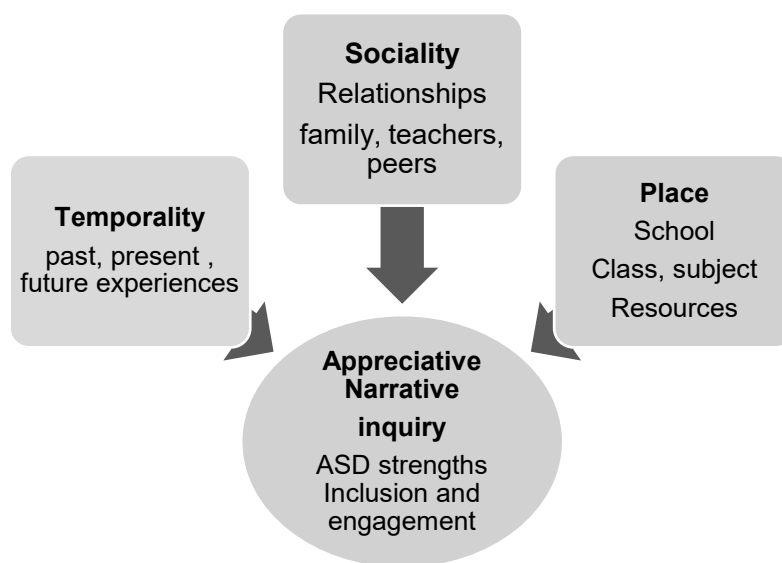 Sociality
Relationships
family, teachers,
peers
Temporality
past, present ,
future experiences
Place
School
Class, subject
Resources
Appreciative
Narrative
inquiry
ASD strengths
Inclusion and
engagement